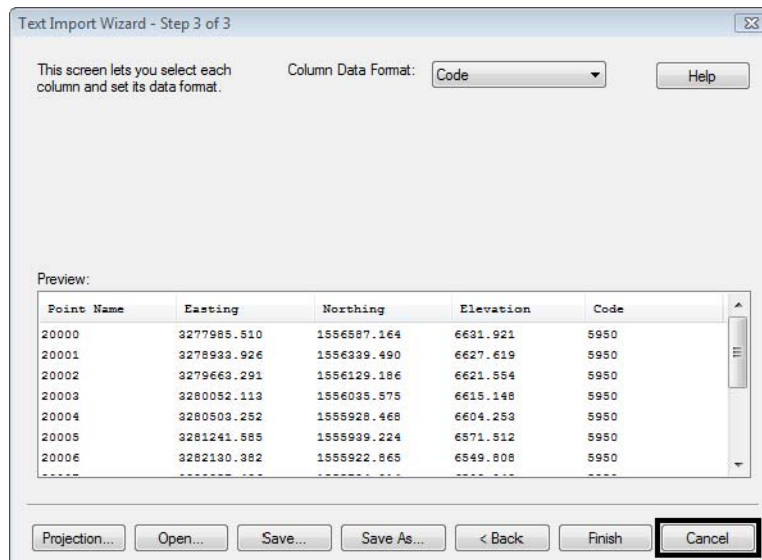 Text Import Wizard - Step 3 of 3
This screen lets you select each
column and set its data format.
Column Data Format: Code
Help
Preview:
Point Name Easting Northing Elevation Code
20000 3277985.510 1556587.164 6631.921 5950
20001 3278933.926 1556339.490 6627.619 5950
20002 3279663.291 1556129.186 6621.554 5950
20003 3280052.113 1556035.575 6615.148 5950
20004 3280503.252 1555928.468 6604.253 5950
20005 3281241.585 1555939.224 6571.512 5950
20006 3282130.382 1555922.865 6549.808 5950
Projection... Open... Save... Save As... < Back Finish Cancel